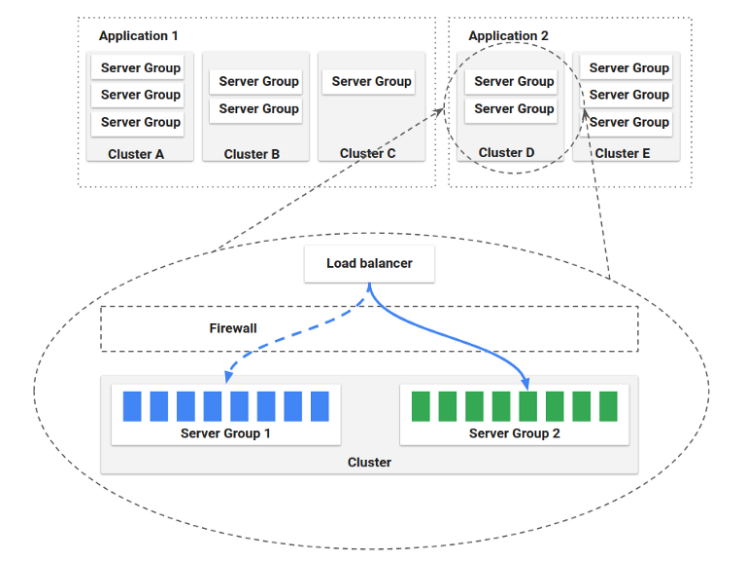 Application 1
Server Group
Server Group
Server Group
Cluster A
Server Group
Server Group
Cluster B
Server Group
Cluster C
Application 2
Server Group
Server Group
Cluster D
Server Group
Server Group
Server Group
Cluster E
Load balancer
Firewall
Server Group 1
Server Group 2
Cluster